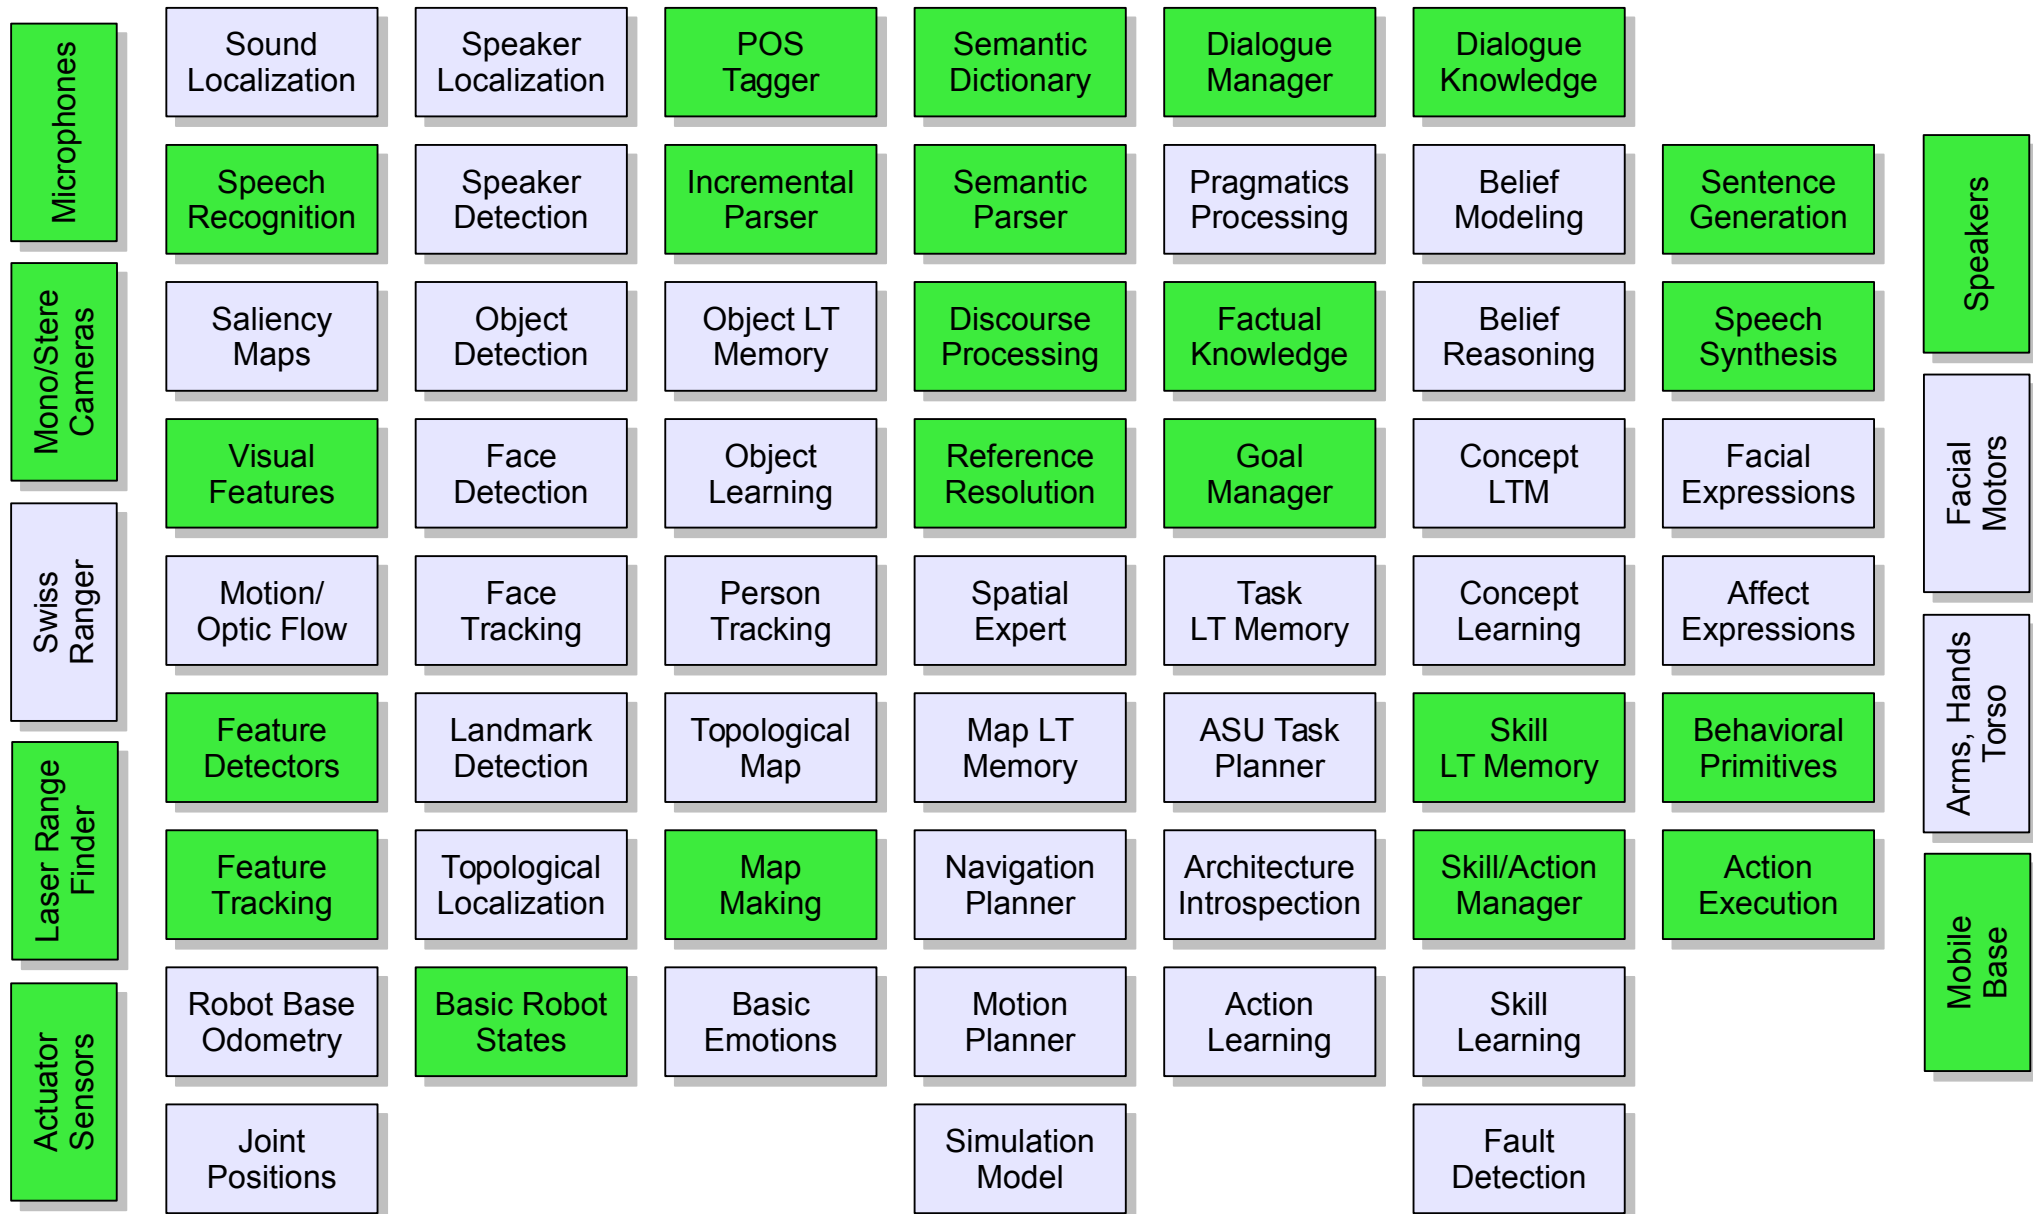 Microphones
Mono/Stere
Cameras
Swiss
Ranger
Laser Range
Finder
Actuator
Sensors
Sound
Localization
Speech
Recognition
Saliency
Maps
Visual
Features
Motion/
Optic Flow
Feature
Detectors
Feature
Tracking
Robot Base
Odometry
Joint
Positions
Speaker
Localization
Speaker
Detection
Object
Detection
Face
Detection
Face
Tracking
Landmark
Detection
Topological
Localization
Basic Robot
States
POS
Tagger
Incremental
Parser
Object LT
Memory
Object
Learning
Person
Tracking
Topological
Map
Map
Making
Basic
Emotions
Semantic
Dictionary
Semantic
Parser
Discourse
Processing
Reference
Resolution
Spatial
Expert
Map LT
Memory
Navigation
Planner
Motion
Planner
Simulation
Model
Dialogue
Manager
Pragmatics
Processing
Factual
Knowledge
Goal
Manager
Task
LT Memory
ASU Task
Planner
Architecture
Introspection
Action
Learning
Dialogue
Knowledge
Belief
Modeling
Belief
Reasoning
Concept
LTM
Concept
Learning
Skill
LT Memory
Skill/Action
Manager
Skill
Learning
Fault
Detection
Sentence
Generation
Speech
Synthesis
Facial
Expressions
Affect
Expressions
Behavioral
Primitives
Action
Execution
Speakers
Facial
Motors
Arms, Hands
Torso
Mobile
Base